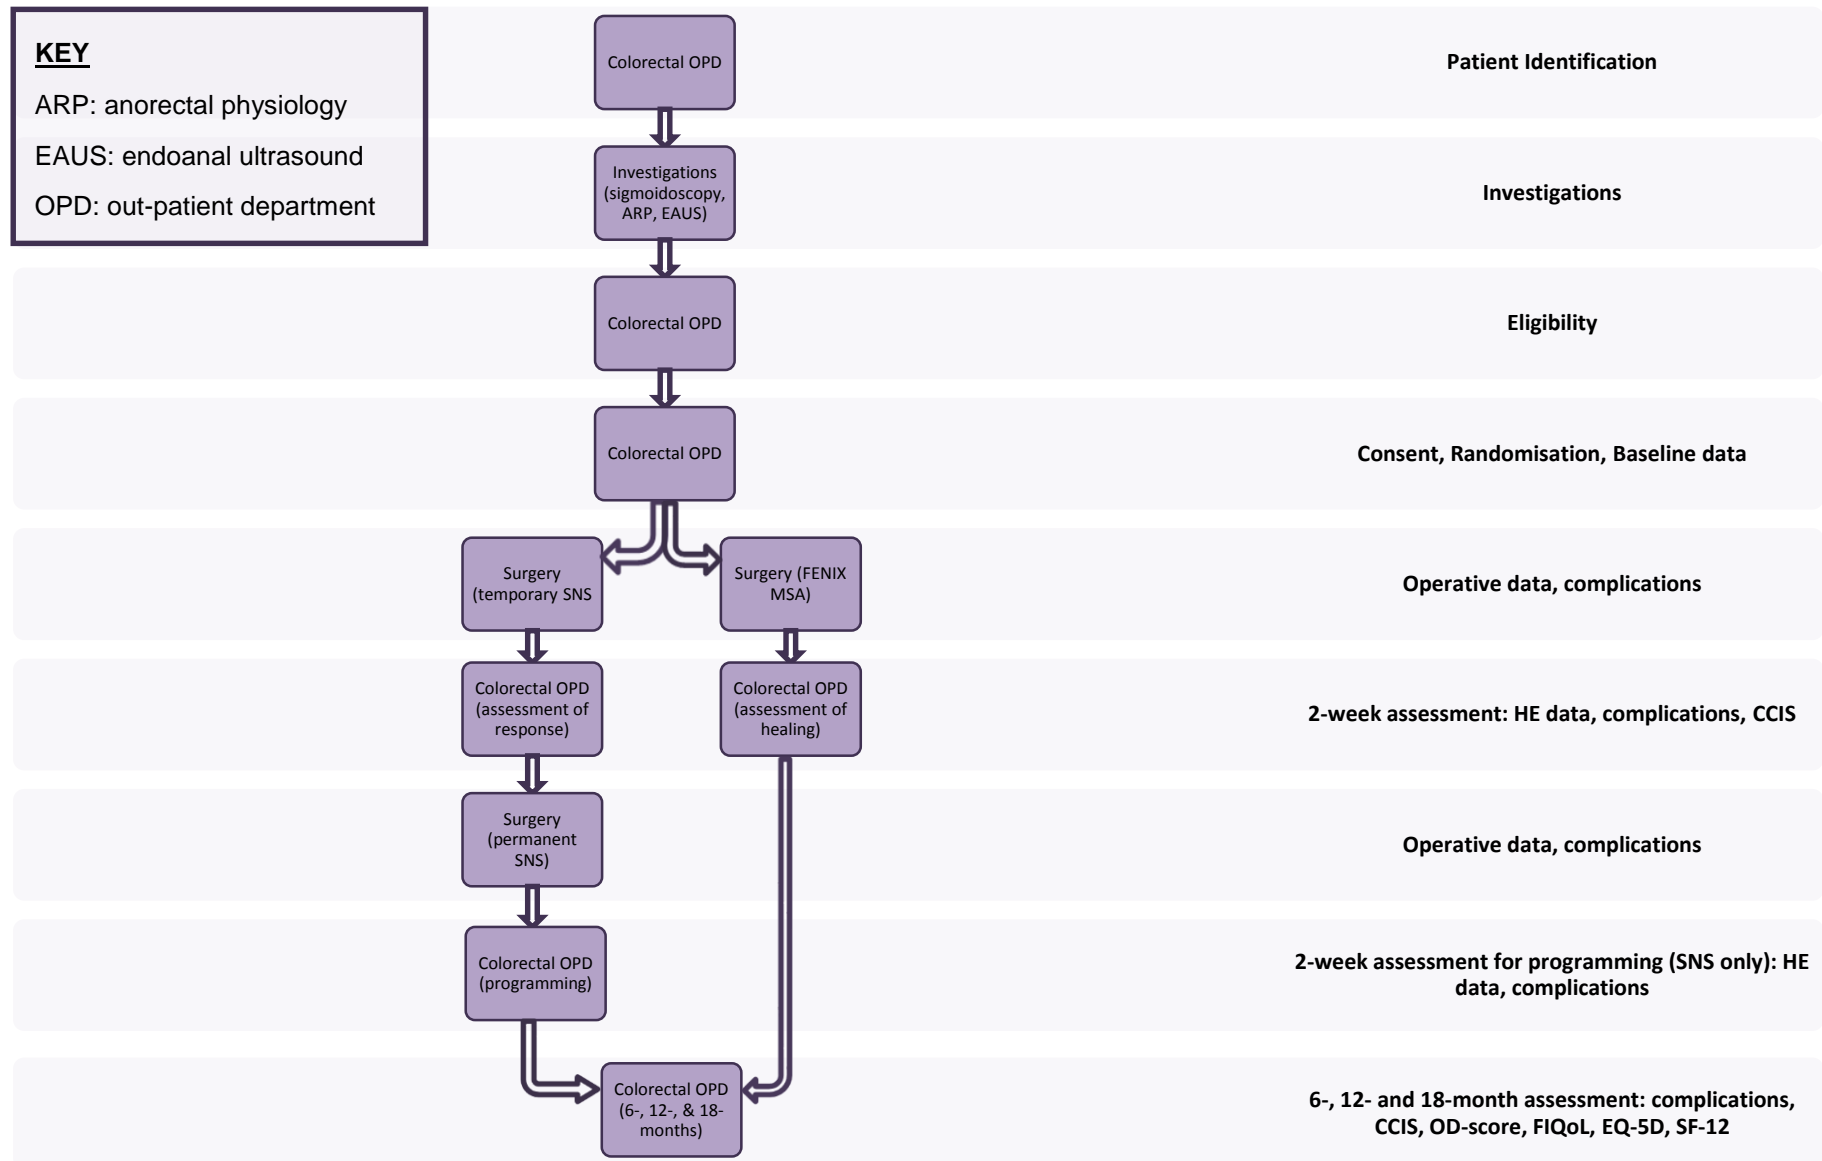 KEY
ARP: anorectal physiology
EAUS: endoanal ultrasound
OPD: out-patient department
Colorectal OPD
Patient Identification
Investigations
(sigmoidoscopy,
ARP, EAUS)
Investigations
Colorectal OPD
Eligibility
Colorectal OPD
Consent, Randomisation, Baseline data
Surgery
(temporary SNS
Surgery (FENIX
MSA)
Operative data, complications
Colorectal OPD
(assessment of
response)
Colorectal OPD
(assessment of
healing)
2-week assessment: HE data, complications, CCIS
Surgery
(permanent
SNS)
Operative data, complications
Colorectal OPD
(programming)
2-week assessment for programming (SNS only): HE
data, complications
Colorectal OPD
(6-, 12-, & 18-
months)
6-, 12- and 18-month assessment: complications,
CCIS, OD-score, FIQoL, EQ-5D, SF-12